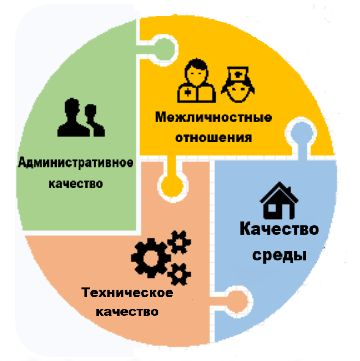 Межличностные
отношения
Административное
качество
Качество
среды
Техническое
качество